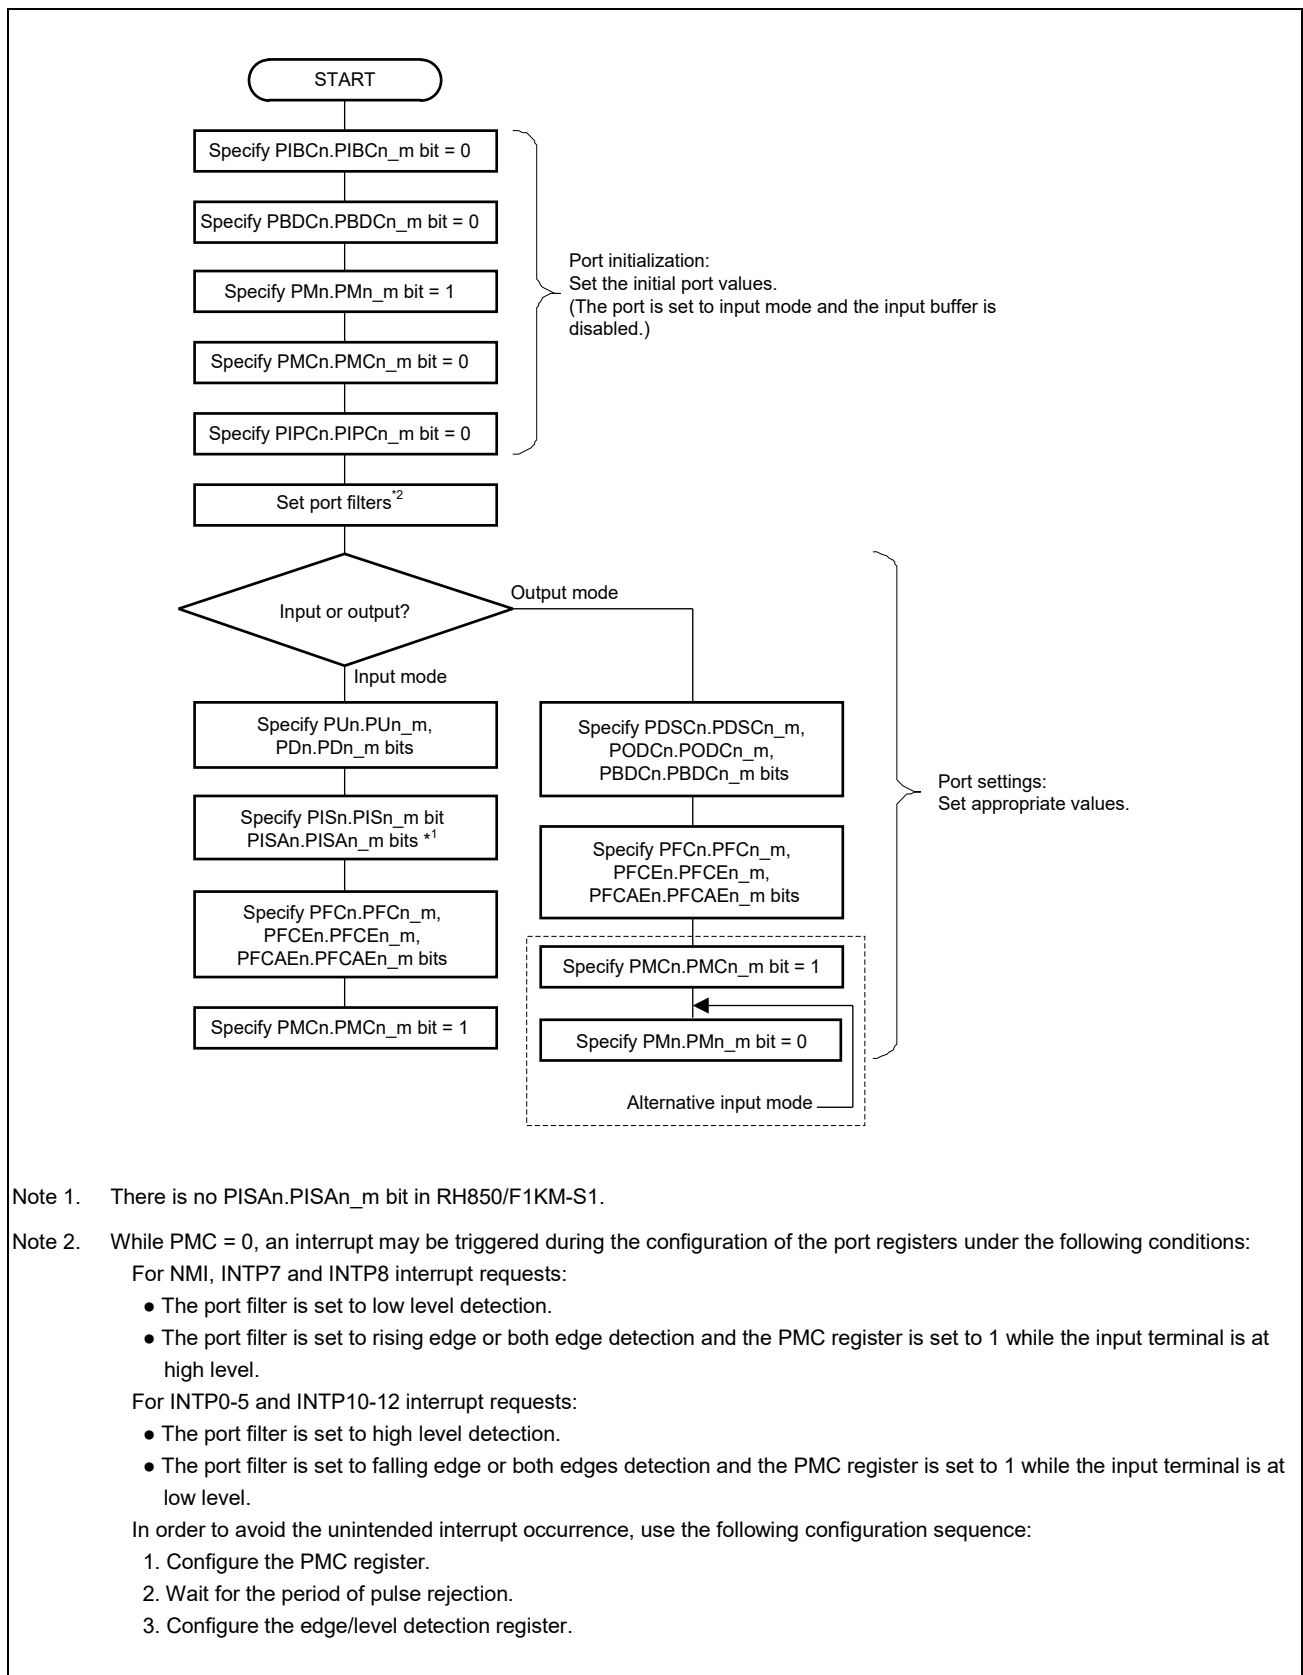 START
Specify PIBCn.PIBCn_m bit = 0
Specify PBDCn.PBDCn_m bit = 0
Specify PMn.PMn_m bit = 1
Specify PMCn.PMCn_m bit = 0
Specify PIPCn.PIPCn_m bit = 0
Port initialization:
Set the initial port values.
(The port is set to input mode and the input buffer is
disabled.)
Set port filters*2
Input or output?
Output mode
Input mode
Specify PUn.PUn_m,
PDn.PDn_m bits
Specify PISn.PISn_m bit
PISAn.PISAn_m bits *1
Specify PFCn.PFCn_m,
PFCEn.PFCEn_m,
PFCAEn.PFCAEn_m bits
Specify PMCn.PMCn_m bit = 1
Specify PDSCn.PDSCn_m,
PODCn.PODCn_m,
PBDCn.PBDCn_m bits
Specify PFCn.PFCn_m,
PFCEn.PFCEn_m,
PFCAEn.PFCAEn_m bits
Specify PMCn.PMCn_m bit = 1
Specify PMn.PMn_m bit = 0
Alternative input mode
Port settings:
Set appropriate values.
Note 1. There is no PISAn.PISAn_m bit in RH850/F1KM-S1.
Note 2. While PMC = 0, an interrupt may be triggered during the configuration of the port registers under the following conditions:
For NMI, INTP7 and INTP8 interrupt requests:
● The port filter is set to low level detection.
● The port filter is set to rising edge or both edge detection and the PMC register is set to 1 while the input terminal is at
high level.
For INTP0-5 and INTP10-12 interrupt requests:
● The port filter is set to high level detection.
● The port filter is set to falling edge or both edges detection and the PMC register is set to 1 while the input terminal is at
low level.
In order to avoid the unintended interrupt occurrence, use the following configuration sequence:
1. Configure the PMC register.
2. Wait for the period of pulse rejection.
3. Configure the edge/level detection register.